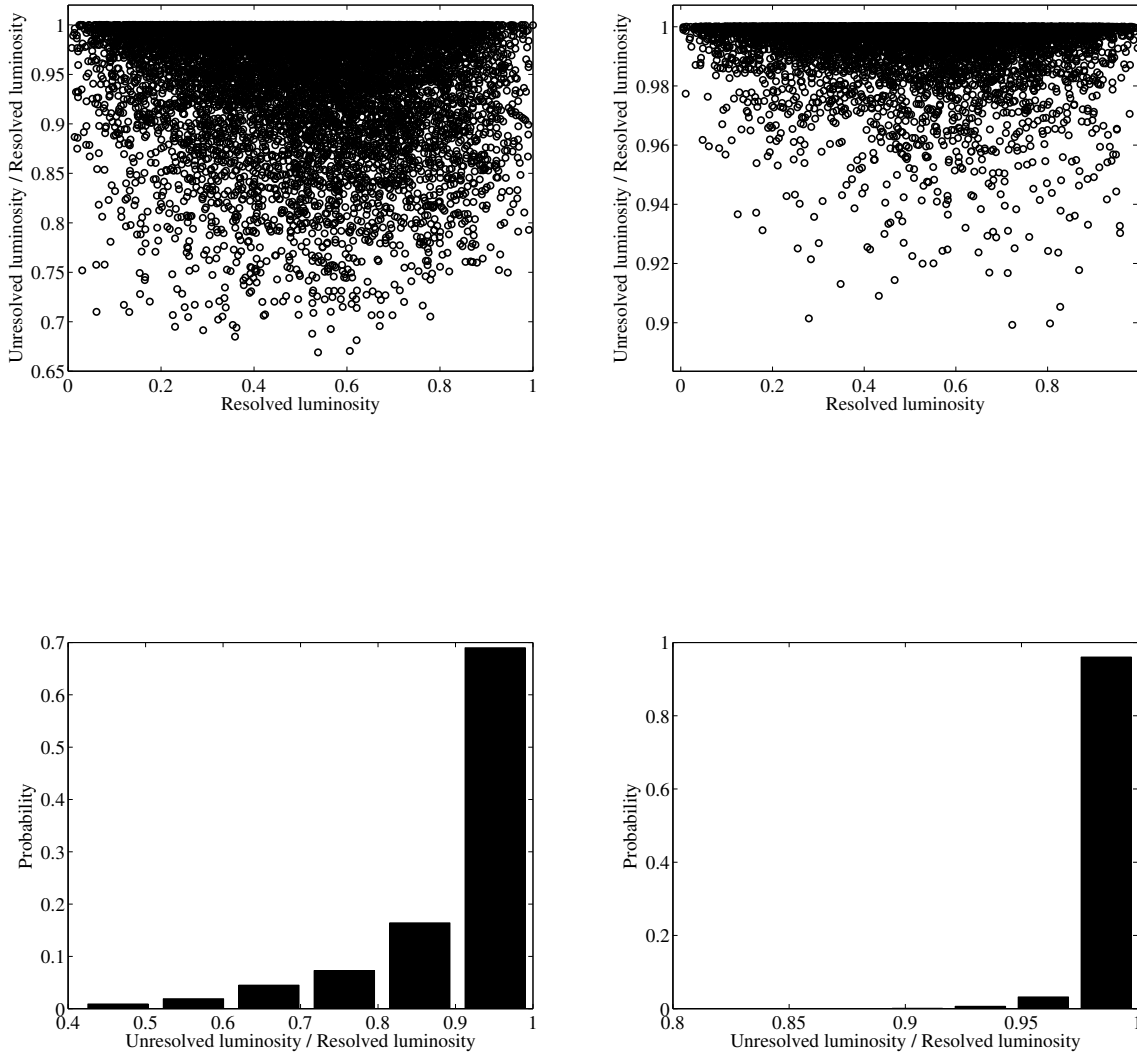 1
0.95
0.9
0.85
0.8
0.75
0.7
0.65
Unresolved luminosity / Resolved luminosity
0 0.2 0.4 0.6 0.8 1
Resolved luminosity
1
0.98
0.96
0.94
0.92
0.9
Unresolved luminosity / Resolved luminosity
0 0.2 0.4 0.6 0.8
Resolved luminosity
0.7
0.6
0.5
0.4
0.3
0.2
0.1
0
Probability
0.4 0.5 0.6 0.7 0.8 0.9 1
Unresolved luminosity / Resolved luminosity
1
0.8
0.6
0.4
0.2
0
Probability
0.8 0.85 0.9 0.95 1
Unresolved luminosity / Resolved luminosity